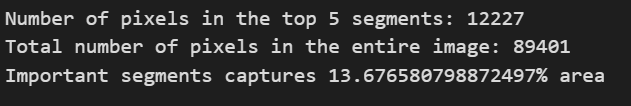 Number of pixels in the top 5 segments: 12227
Total number of pixels in the entire image: 89401
Important segments captures 13.676580798872497% area